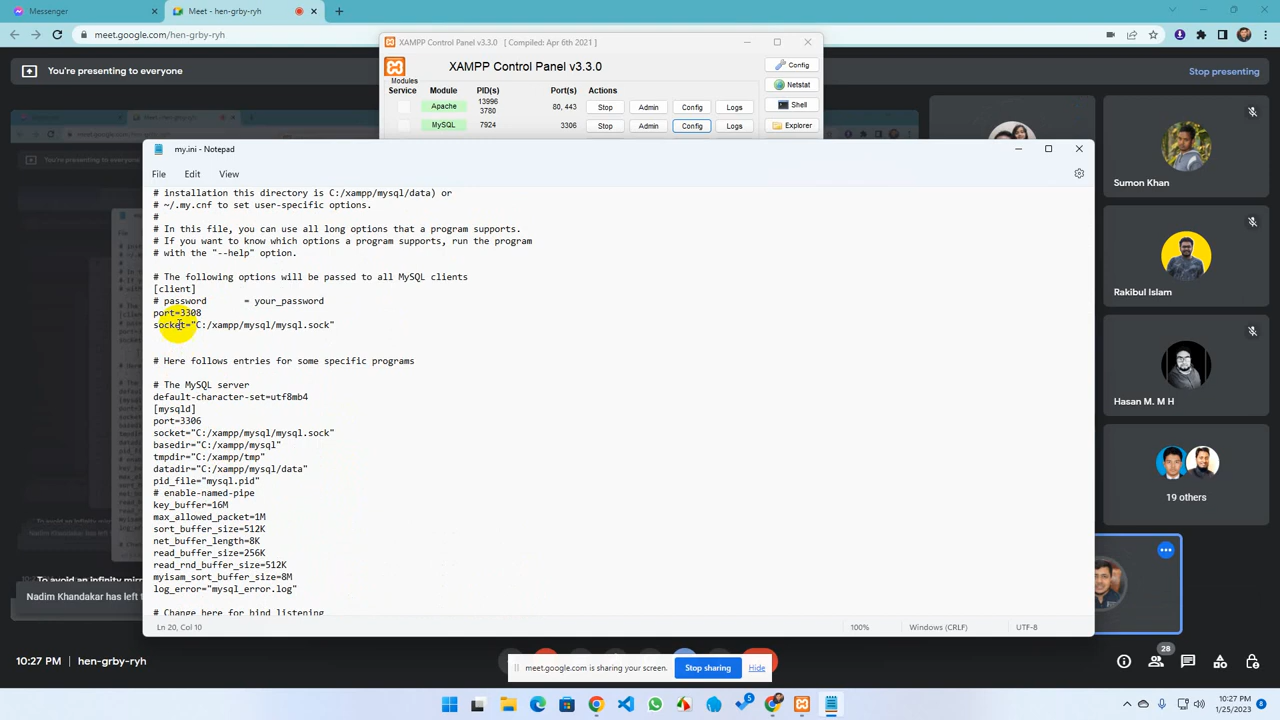 Messenger
Meet - hen-grby-ryh
meet.google.com/hen-grby-ryh
You're presenting to everyone
Stop presenting
XAMPP Control Panel v3.3.0 [ Compiled: Apr 6th 2021 ]
XAMPP Control Panel v3.3.0
Config
Modules
Service Module PID(s) Port(s) Actions
Netstat
Apache 13996 3780 80, 443 Stop Admin Config Logs
Shell
MySQL 7924 3306 Stop Admin Config Logs
Explorer
my.ini - Notepad
File Edit View
# installation this directory is C:/xampp/mysql/data) or
# ~/.my.cnf to set user-specific options.
#
# In this file, you can use all long options that a program supports.
# If you want to know which options a program supports, run the program
# with the "--help" option.
# The following options will be passed to all MySQL clients
[client]
# password = your_password
port=3308
socket="C:/xampp/mysql/mysql.sock"
# Here follows entries for some specific programs
# The MySQL server
default-character-set=utf8mb4
[mysqld]
port=3306
socket="C:/xampp/mysql/mysql.sock"
basedir="C:/xampp/mysql"
tmpdir="C:/xampp/tmp"
datadir="C:/xampp/mysql/data"
pid_file="mysql.pid"
# enable-named-pipe
key_buffer=16M
max_allowed_packet=1M
sort_buffer_size=512K
net_buffer_length=8K
read_buffer_size=256K
read_rnd_buffer_size=512K
myisam_sort_buffer_size=8M
log_error="mysql_error.log"
# Change here for bind listening
Ln 20, Col 10
100%
Windows (CRLF)
UTF-8
You're presenting to everyone
Sumon Khan
Rakibul Islam
Hasan M. M H
19 others
To avoid an infinity mirr
Nadim Khandakar has left t
10:27 PM | hen-grby-ryh
meet.google.com is sharing your screen.
Stop sharing
Hide
28
5
10:27 PM
1/25/2023